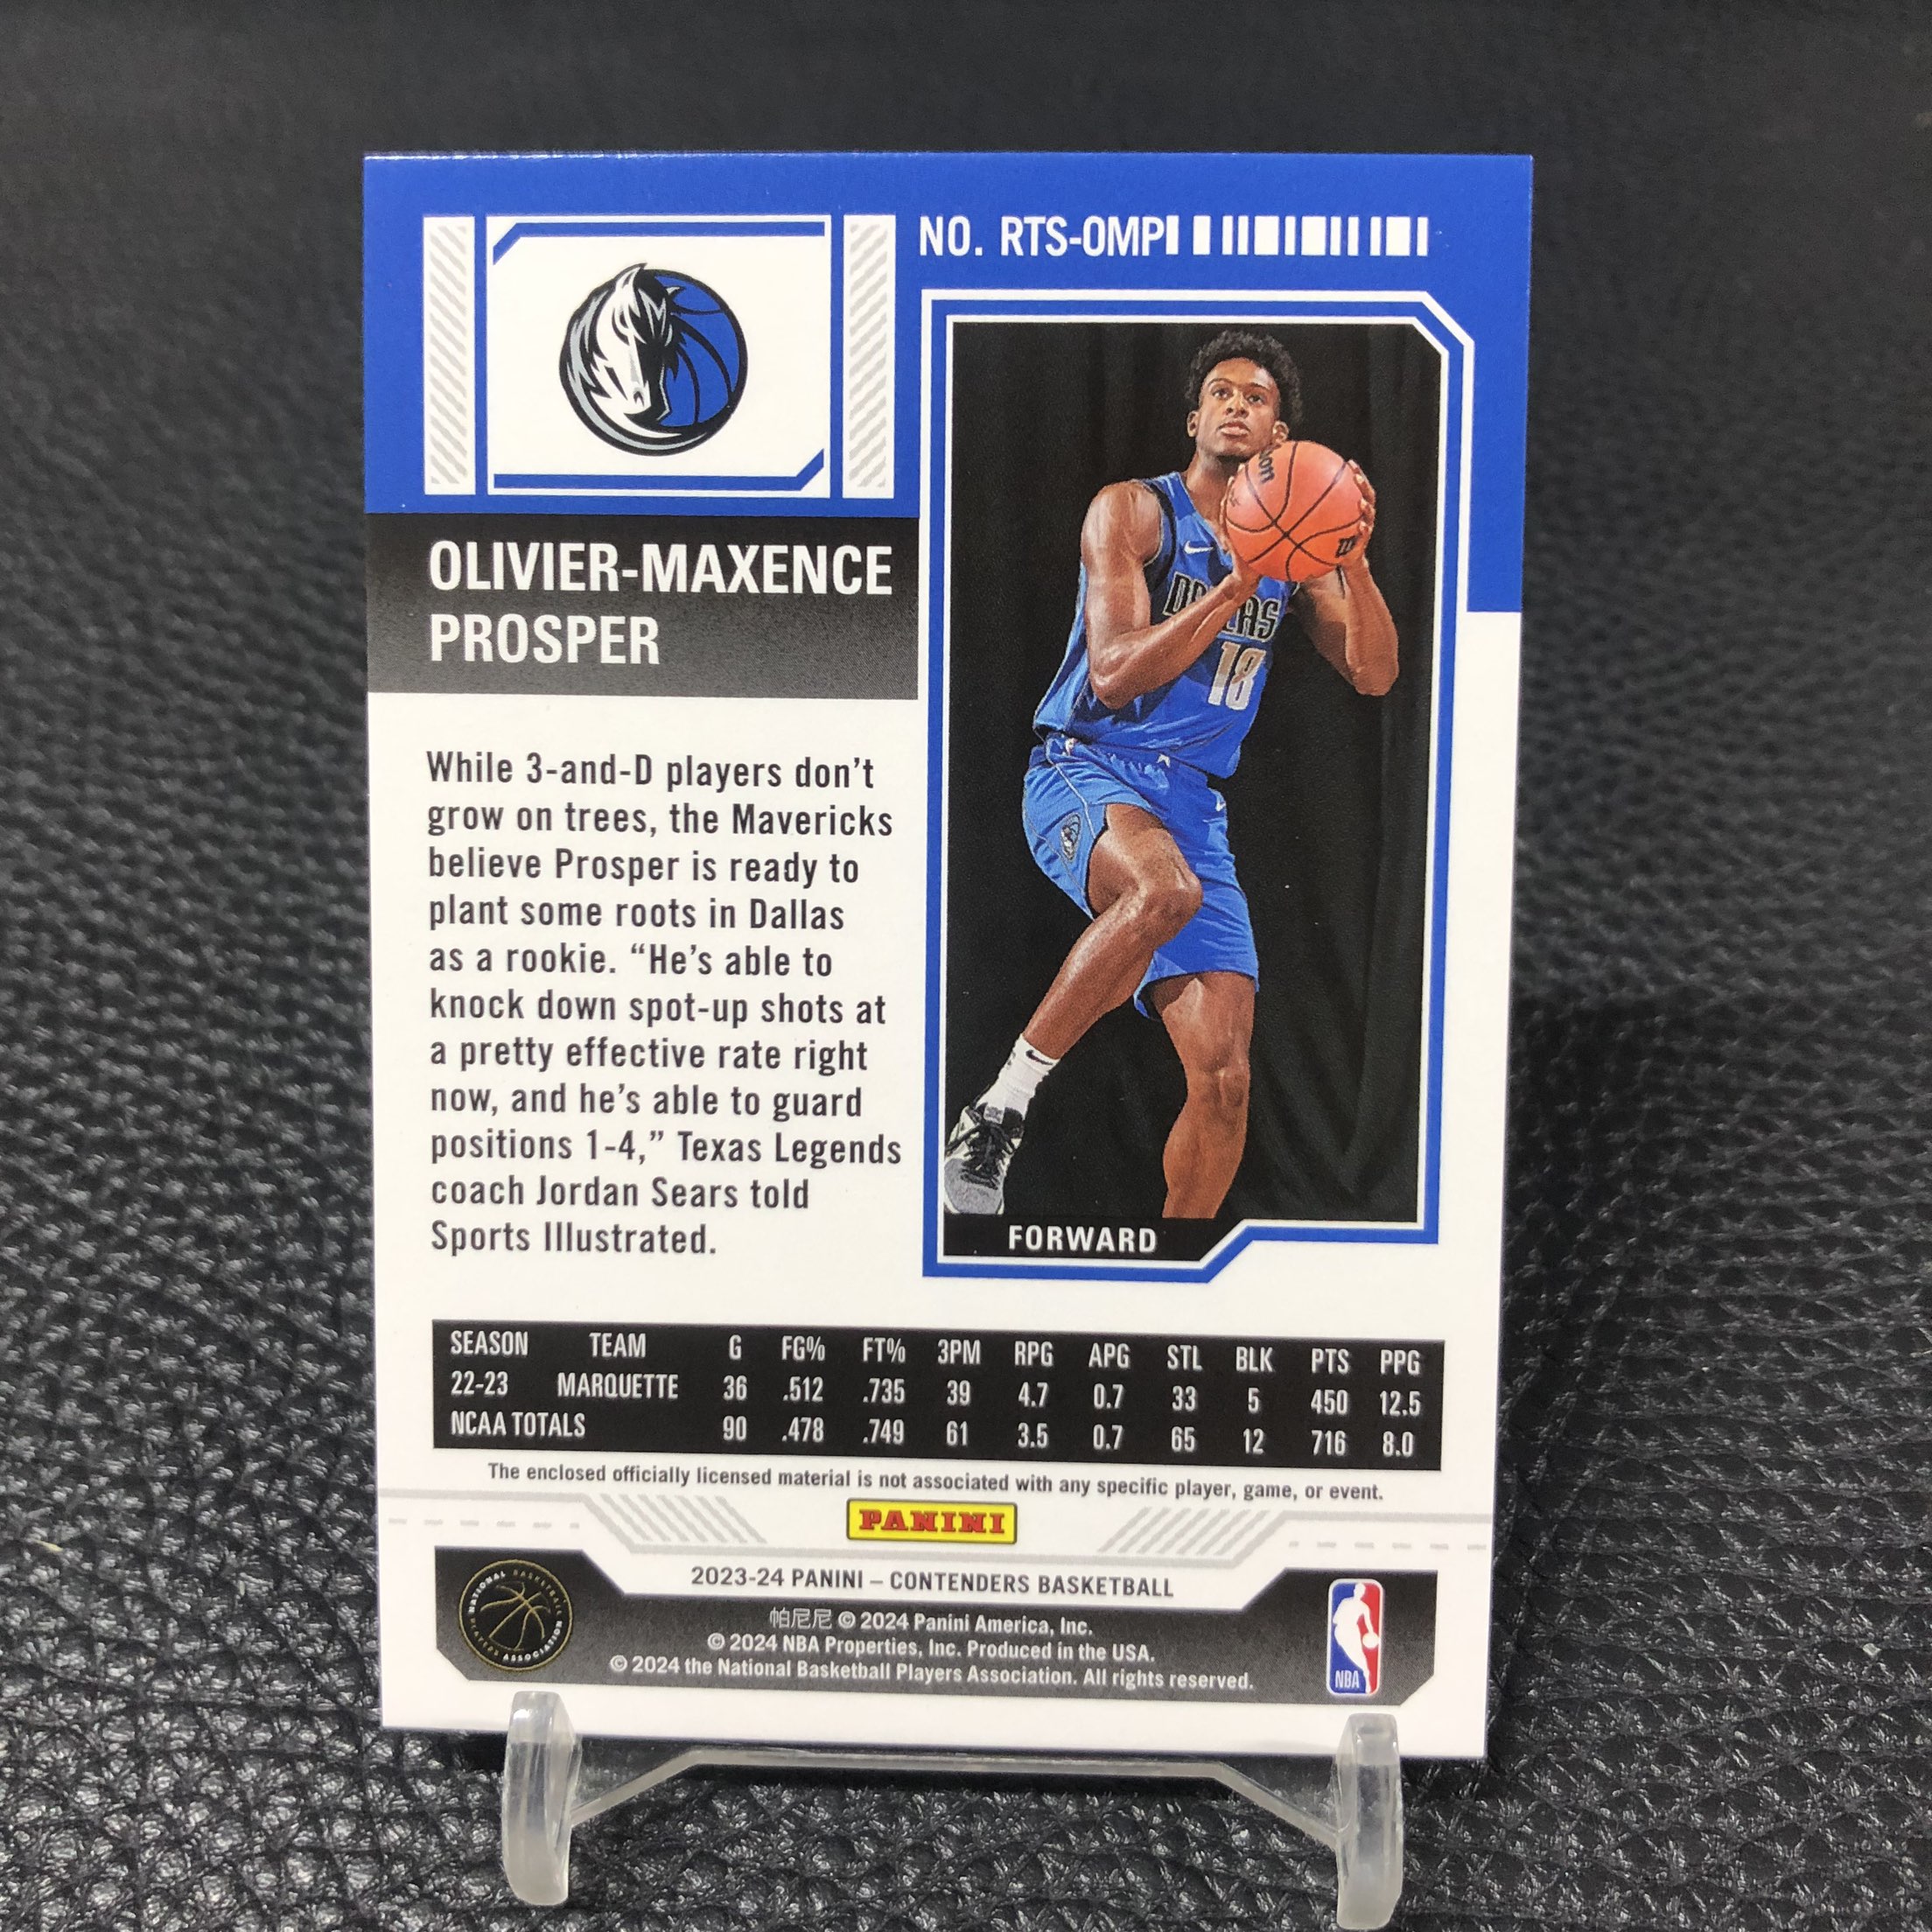 NO. RTS-OMP
OLIVIER-MAXENCE
PROSPER
While 3-and-D players don't
grow on trees, the Mavericks
believe Prosper is ready to
plant some roots in Dallas
as a rookie. “He's able to
knock down spot-up shots at
a pretty effective rate right
now, and he's able to guard
positions 1-4,” Texas Legends
coach Jordan Sears told
Sports Illustrated.
DALLAS
18
FORWARD
SEASON TEAM G FG% FT% 3PM RPG APG STL BLK PTS PPG
22-23 MARQUETTE 36 .512 .735 39 4.7 0.7 33 5 450 12.5
NCAA TOTALS 90 .478 .749 61 3.5 0.7 65 12 716 8.0
The enclosed officially licensed material is not associated with any specific player, game, or event.
PANINI
2023-24 PANINI – CONTENDERS BASKETBALL
帕尼尼 © 2024 Panini America, Inc.
© 2024 NBA Properties, Inc. Produced in the USA.
© 2024 the National Basketball Players Association. All rights reserved.
NATIONAL BASKETBALL PLAYERS ASSOCIATION
NBA